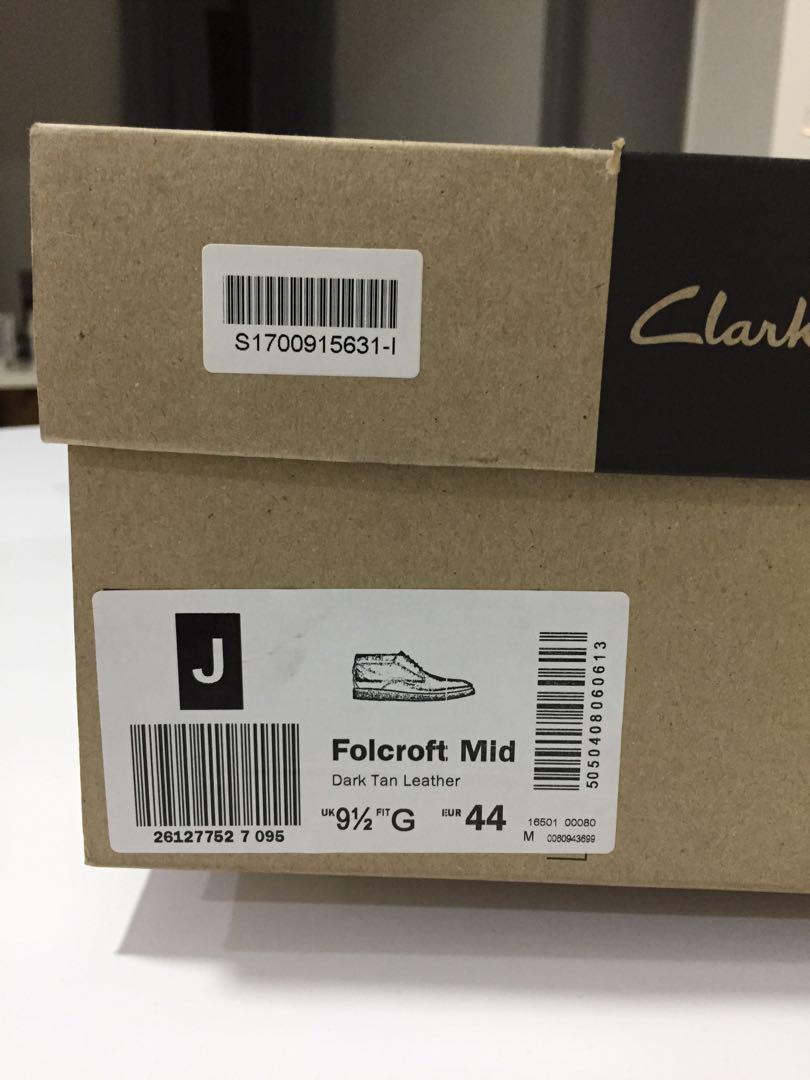 Clark
S1700915631-I
J
Folcroft Mid
Dark Tan Leather
UK 9½ FIT G EUR 44
26127752 7 095
16501 00080
M 0060943699
5050408060613